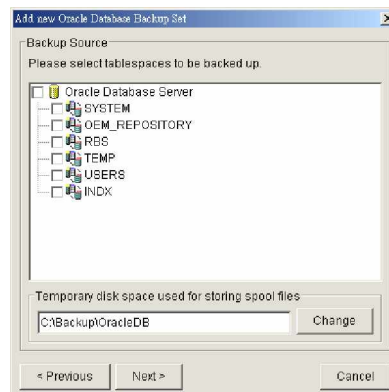 Add new Oracle Database Backup Set
Backup Source
Please select tablespaces to be backed up.
Oracle Database Server
SYSTEM
OEM_REPOSITORY
RBS
TEMP
USERS
INDX
Temporary disk space used for storing spool files
C:\Backup\OracleDB
Change
< Previous
Next >
Cancel